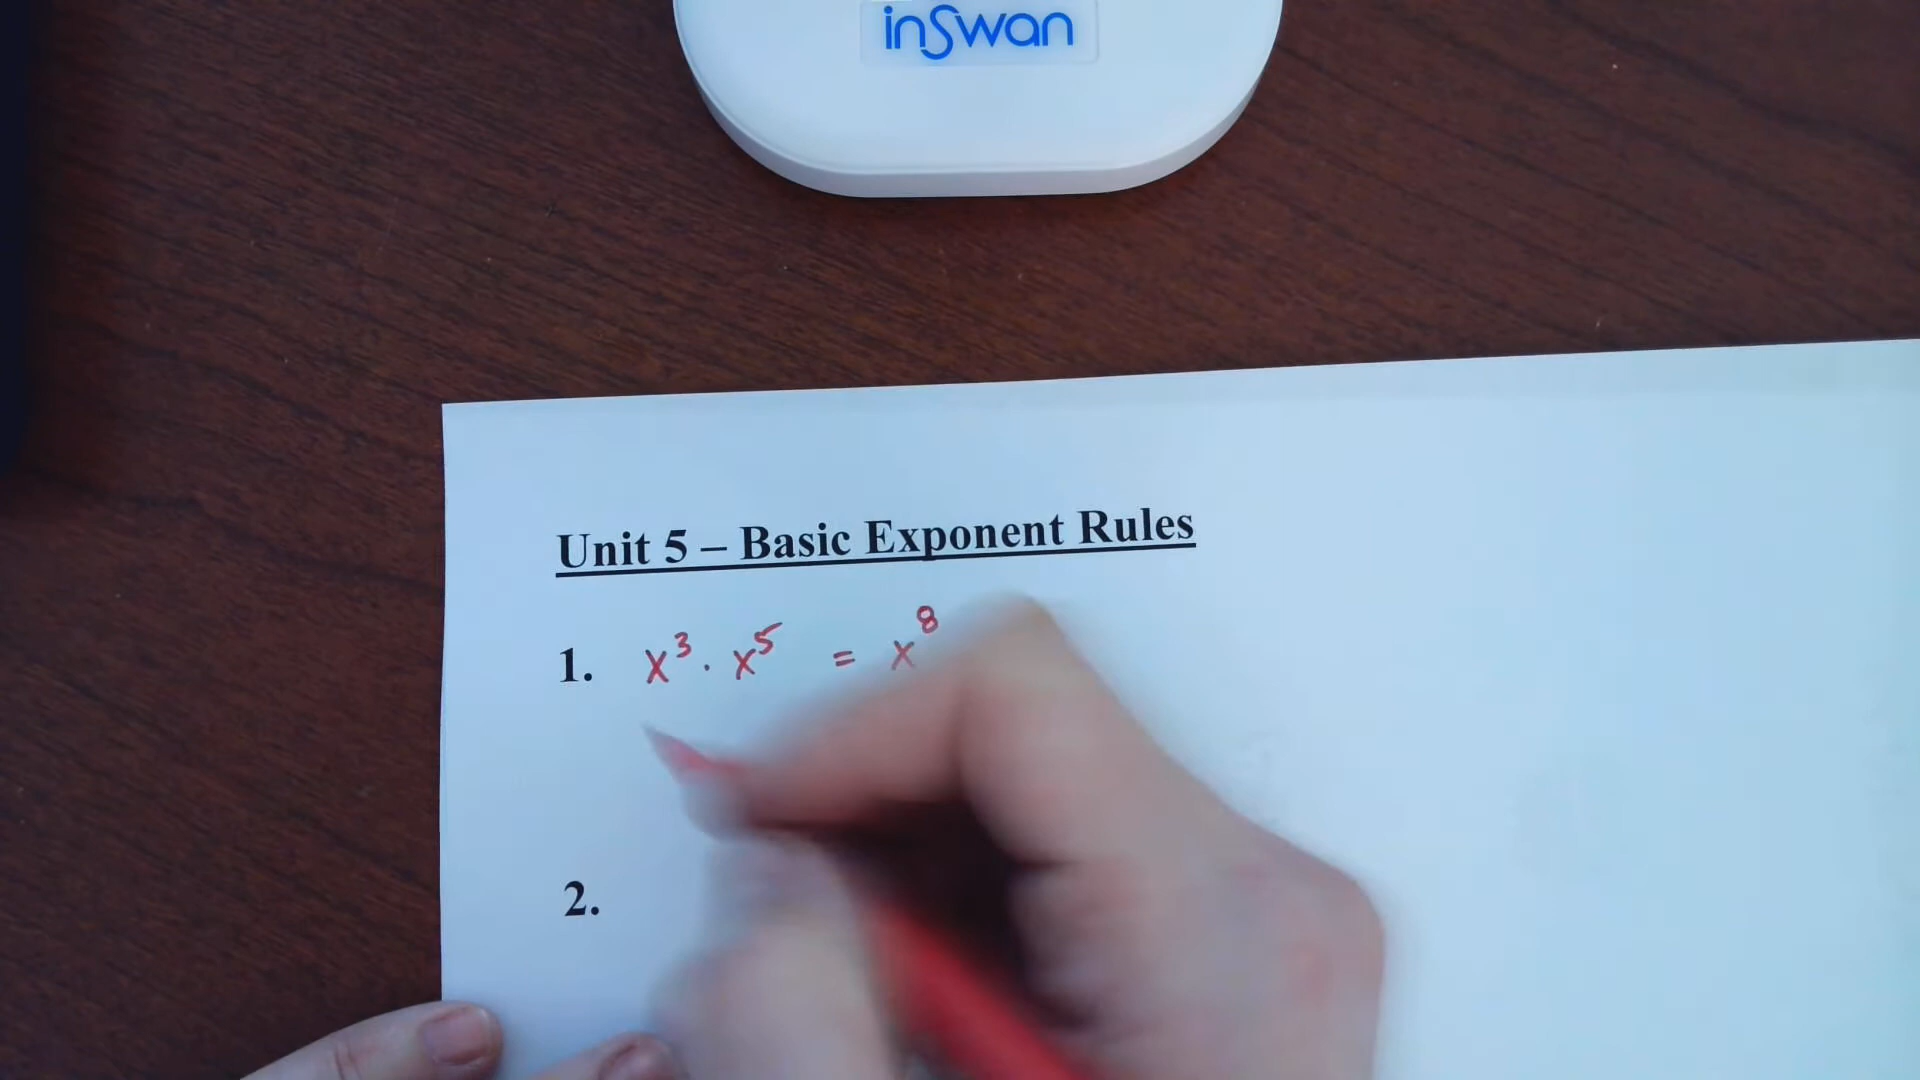 inswan
Unit 5 – Basic Exponent Rules
1. x³ · x⁵ = x⁸
2.